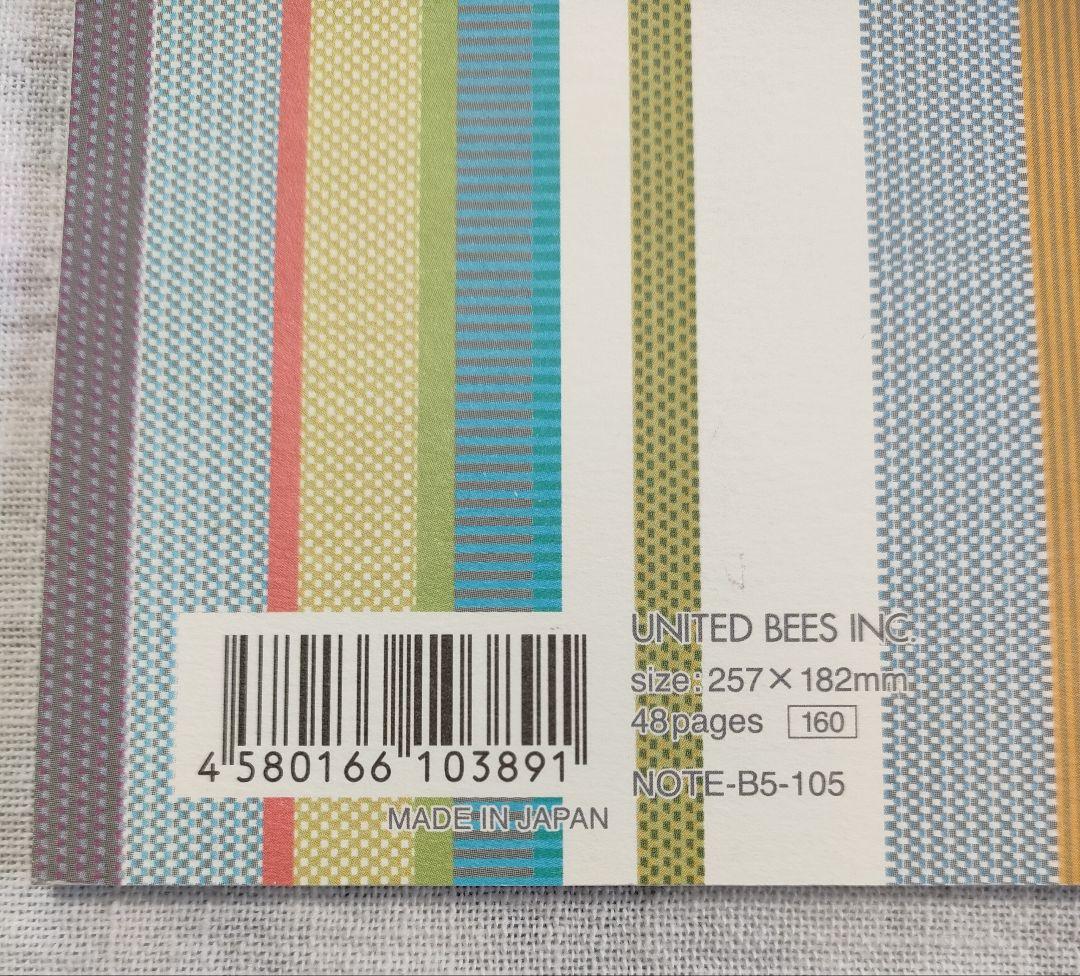 UNITED BEES INC.
size: 257×182mm
48pages 160
NOTE-B5-105
4 580166 103891
MADE IN JAPAN